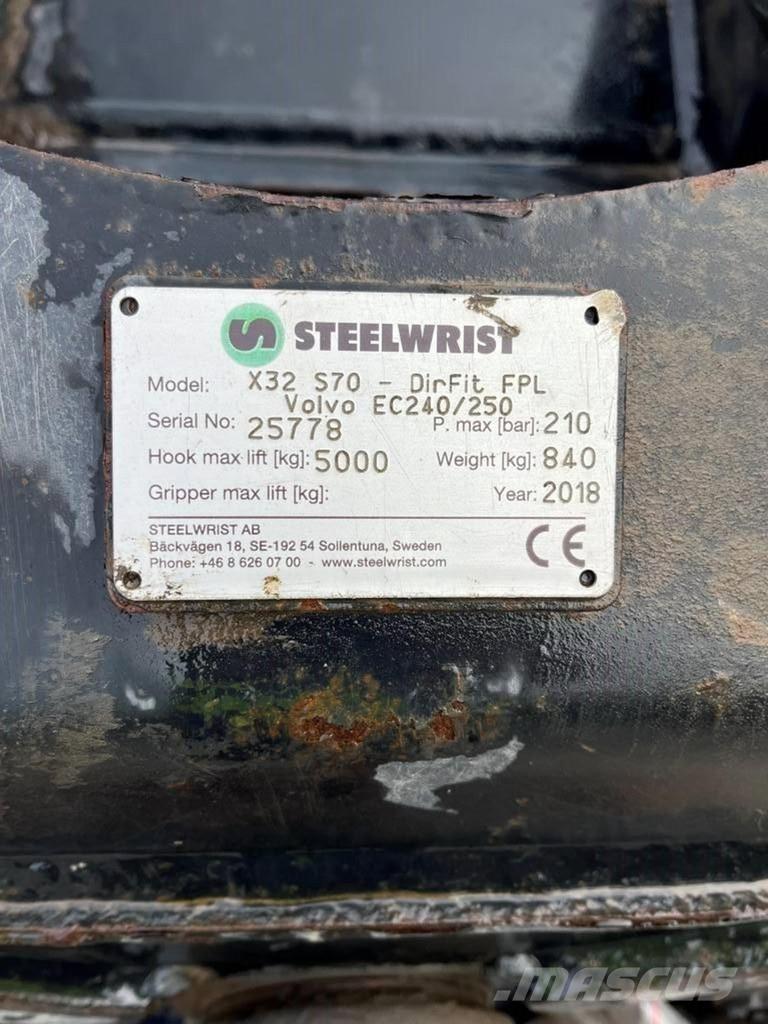 STEELWRIST
Model: X32 S70 - DirFit FPL
Volvo EC240/250
Serial No: 25778 P. max [bar]: 210
Hook max lift [kg]: 5000 Weight [kg]: 840
Gripper max lift [kg]: Year: 2018
STEELWRIST AB
Bäckvägen 18, SE-192 54 Sollentuna, Sweden
Phone: +46 8 626 07 00 - www.steelwrist.com
CE
MASCUS